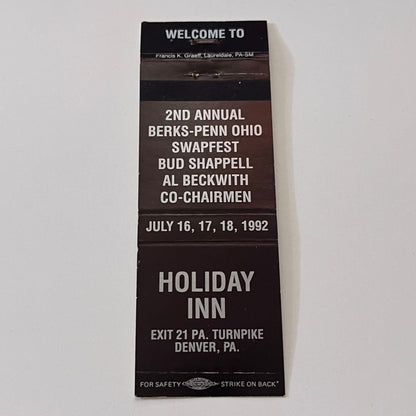 WELCOME TO
Francis K. Graeff, Laureldale, PA-SM
2ND ANNUAL
BERKS-PENN OHIO
SWAPFEST
BUD SHAPPELL
AL BECKWITH
CO-CHAIRMEN
JULY 16, 17, 18, 1992
HOLIDAY
INN
EXIT 21 PA. TURNPIKE
DENVER, PA.
FOR SAFETY STRIKE ON BACK